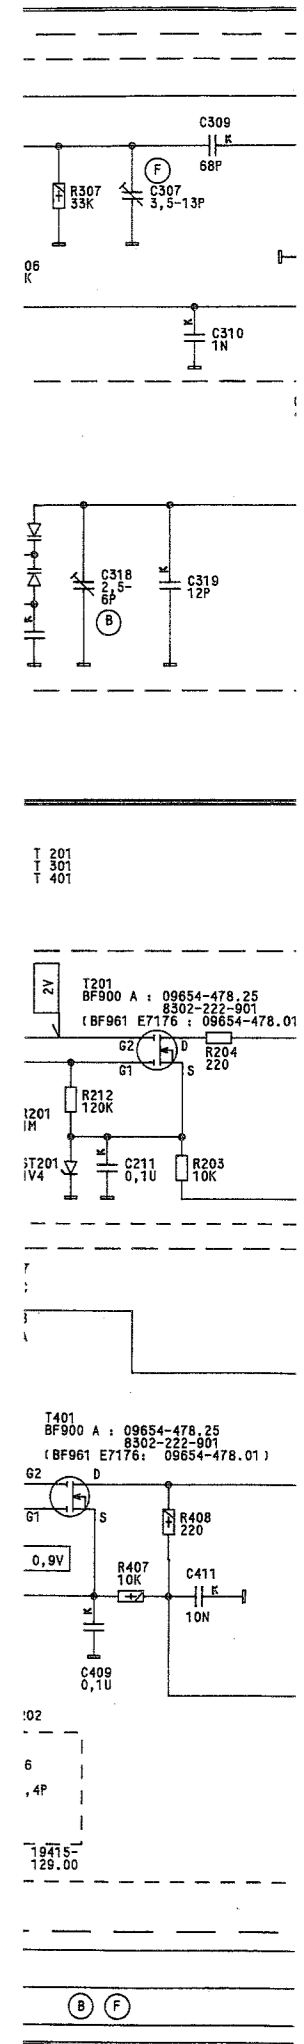 C309
K
68P
F
R307
33K
C307
3,5-13P
06
K
K
C310
1N
C318
2,5-
6P
B
K
C319
12P
K
T 201
T 301
T 401
2V
T201
BF900 A : 09654-478.25
8302-222-901
(BF961 E7176 : 09654-478.01
G2
D
G1
S
R204
220
R212
120K
R201
1M
ST201
1V4
K
C211
0,1U
R203
10K
T401
BF900 A : 09654-478.25
8302-222-901
(BF961 E7176: 09654-478.01)
G2
D
G1
S
R408
220
0,9V
R407
10K
C411
K
10N
K
C409
0,1U
02
6
,4P
19415-
129.00
B F